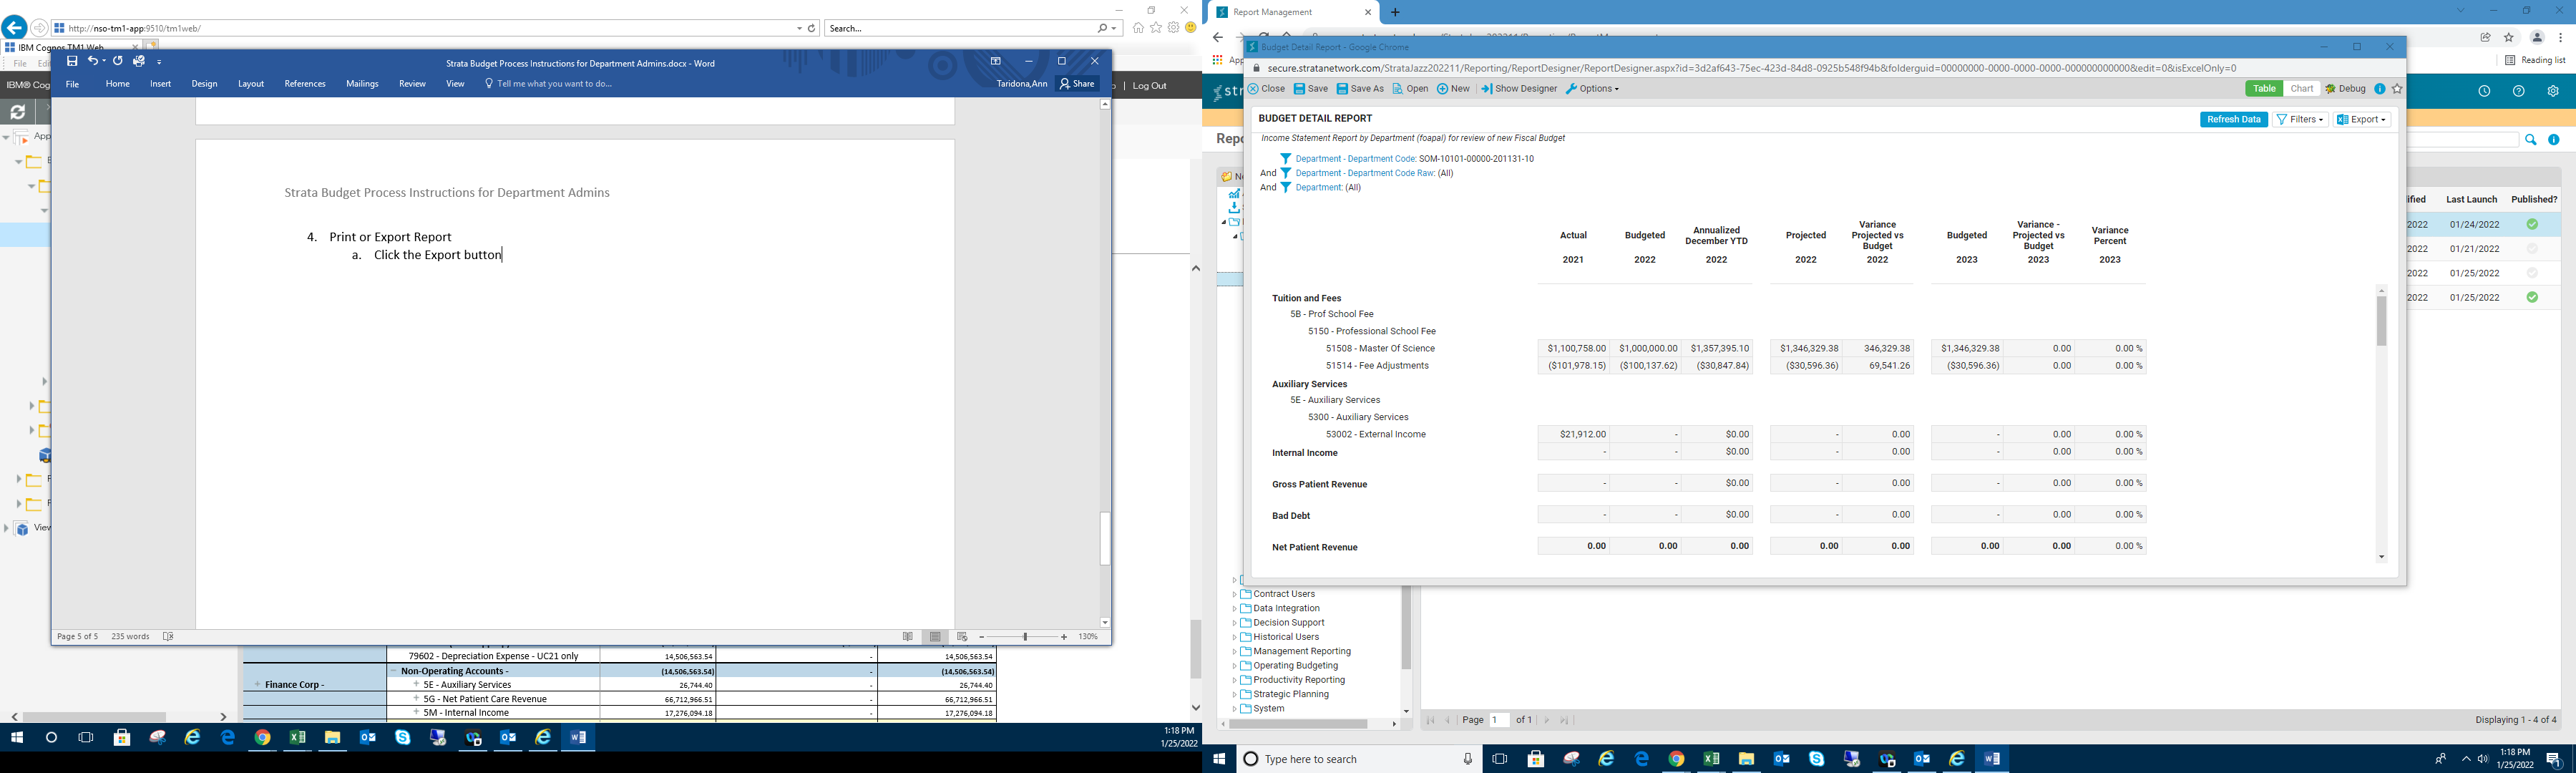 http://nso-tm1-app:9510/tm1web/
Search...
IBM Cognos TM1 Web
File
IBM® Cog
Log Out
App
View
Strata Budget Process Instructions for Department Admins.docx - Word
File Home Insert Design Layout References Mailings Review View Tell me what you want to do...
Taridona,Ann Share
Strata Budget Process Instructions for Department Admins
4. Print or Export Report
a. Click the Export button
Page 5 of 5 235 words
130%
79602 - Depreciation Expense - UC21 only 14,506,563.54 - 14,506,563.54
Non-Operating Accounts - (14,506,563.54) - (14,506,563.54)
Finance Corp - + 5E - Auxiliary Services 26,744.40 - 26,744.40
+ 5G - Net Patient Care Revenue 66,712,966.51 - 66,712,966.51
+ 5M - Internal Income 17,276,094.18 - 17,276,094.18
1:18 PM
1/25/2022
Report Management
Reading list
Budget Detail Report - Google Chrome
secure.stratanetwork.com/StrataJazz202211/Reporting/ReportDesigner/ReportDesigner.aspx?id=3d2af643-75ec-423d-84d8-0925b548f94b&folderguid=00000000-0000-0000-0000-000000000000&edit=0&isExcelOnly=0
Close Save Save As Open New Show Designer Options
Table Chart Debug
BUDGET DETAIL REPORT
Refresh Data Filters Export
Income Statement Report by Department (foapal) for review of new Fiscal Budget
Department - Department Code: SOM-10101-00000-201131-10
And Department - Department Code Raw: (All)
And Department: (All)
Actual Budgeted Annualized December YTD Projected Variance Projected vs Budget Budgeted Variance - Projected vs Budget Variance Percent
2021 2022 2022 2022 2022 2023 2023 2023
Tuition and Fees
5B - Prof School Fee
5150 - Professional School Fee
51508 - Master Of Science $1,100,758.00 $1,000,000.00 $1,357,395.10 $1,346,329.38 346,329.38 $1,346,329.38 0.00 0.00 %
51514 - Fee Adjustments ($101,978.15) ($100,137.62) ($30,847.84) ($30,596.36) 69,541.26 ($30,596.36) 0.00 0.00 %
Auxiliary Services
5E - Auxiliary Services
5300 - Auxiliary Services
53002 - External Income $21,912.00 - $0.00 - 0.00 - 0.00 0.00 %
Internal Income - - $0.00 - 0.00 - 0.00 0.00 %
Gross Patient Revenue - - $0.00 - 0.00 - 0.00 0.00 %
Bad Debt - - $0.00 - 0.00 - 0.00 0.00 %
Net Patient Revenue 0.00 0.00 0.00 0.00 0.00 0.00 0.00 0.00 %
Last Launch Published?
2022 01/24/2022
2022 01/21/2022
2022 01/25/2022
2022 01/25/2022
Contract Users
Data Integration
Decision Support
Historical Users
Management Reporting
Operating Budgeting
Productivity Reporting
Strategic Planning
System
Page 1 of 1
Displaying 1 - 4 of 4
Type here to search
1:18 PM
1/25/2022